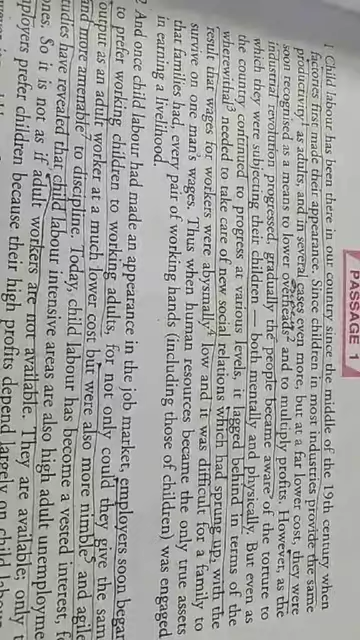 PASSAGE 1
1 Child labour has been there in our country since the middle of the 19th century when
factories first made their appearance. Since children in most industries provide the same
productivity¹ as adults, and in several cases even more, but at a far lower cost, they were
soon recognised as a means to lower overheads² and to multiply profits. However, as the
industrial revolution progressed, gradually the people became aware of the torture to
which they were subjecting their children — both mentally and physically. But even as
the country continued to progress at various levels, it lagged behind in terms of the
wherewithal³ needed to take care of new social relations which had sprung up, with the
result that wages for workers were abysmally⁴ low and it was difficult for a family to
survive on one man's wages. Thus when human resources became the only true assets
that families had, every pair of working hands (including those of children) was engaged
in earning a livelihood.
2 And once child labour had made an appearance in the job market, employers soon began
to prefer working children to working adults, for not only could they give the same
output as an adult worker at a much lower cost but were also more nimble⁵ and agile
and more amenable⁷ to discipline. Today, child labour has become a vested interest, f
tudies have revealed that child labour intensive areas are also high adult unemployme
ones. So it is not as if adult workers are not available. They are available; only t
ployers prefer children because their high profits depend largely on child labour